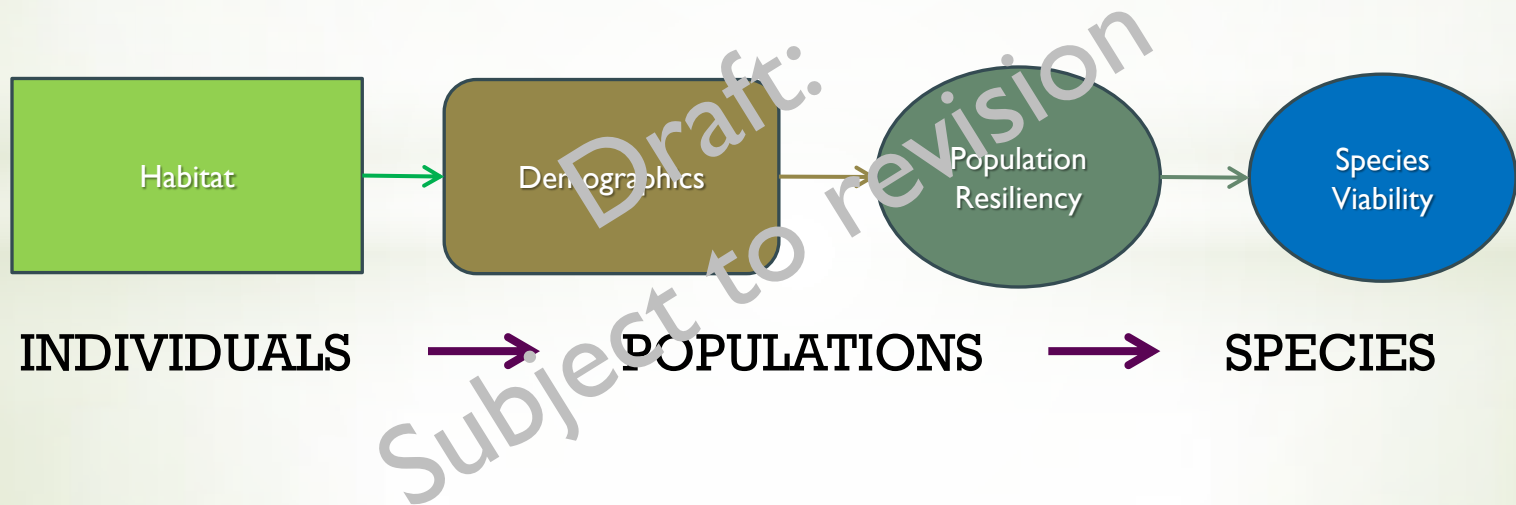 Habitat
Demographics
Population
Resiliency
Species
Viability
INDIVIDUALS
POPULATIONS
SPECIES
Draft:
Subject to revision